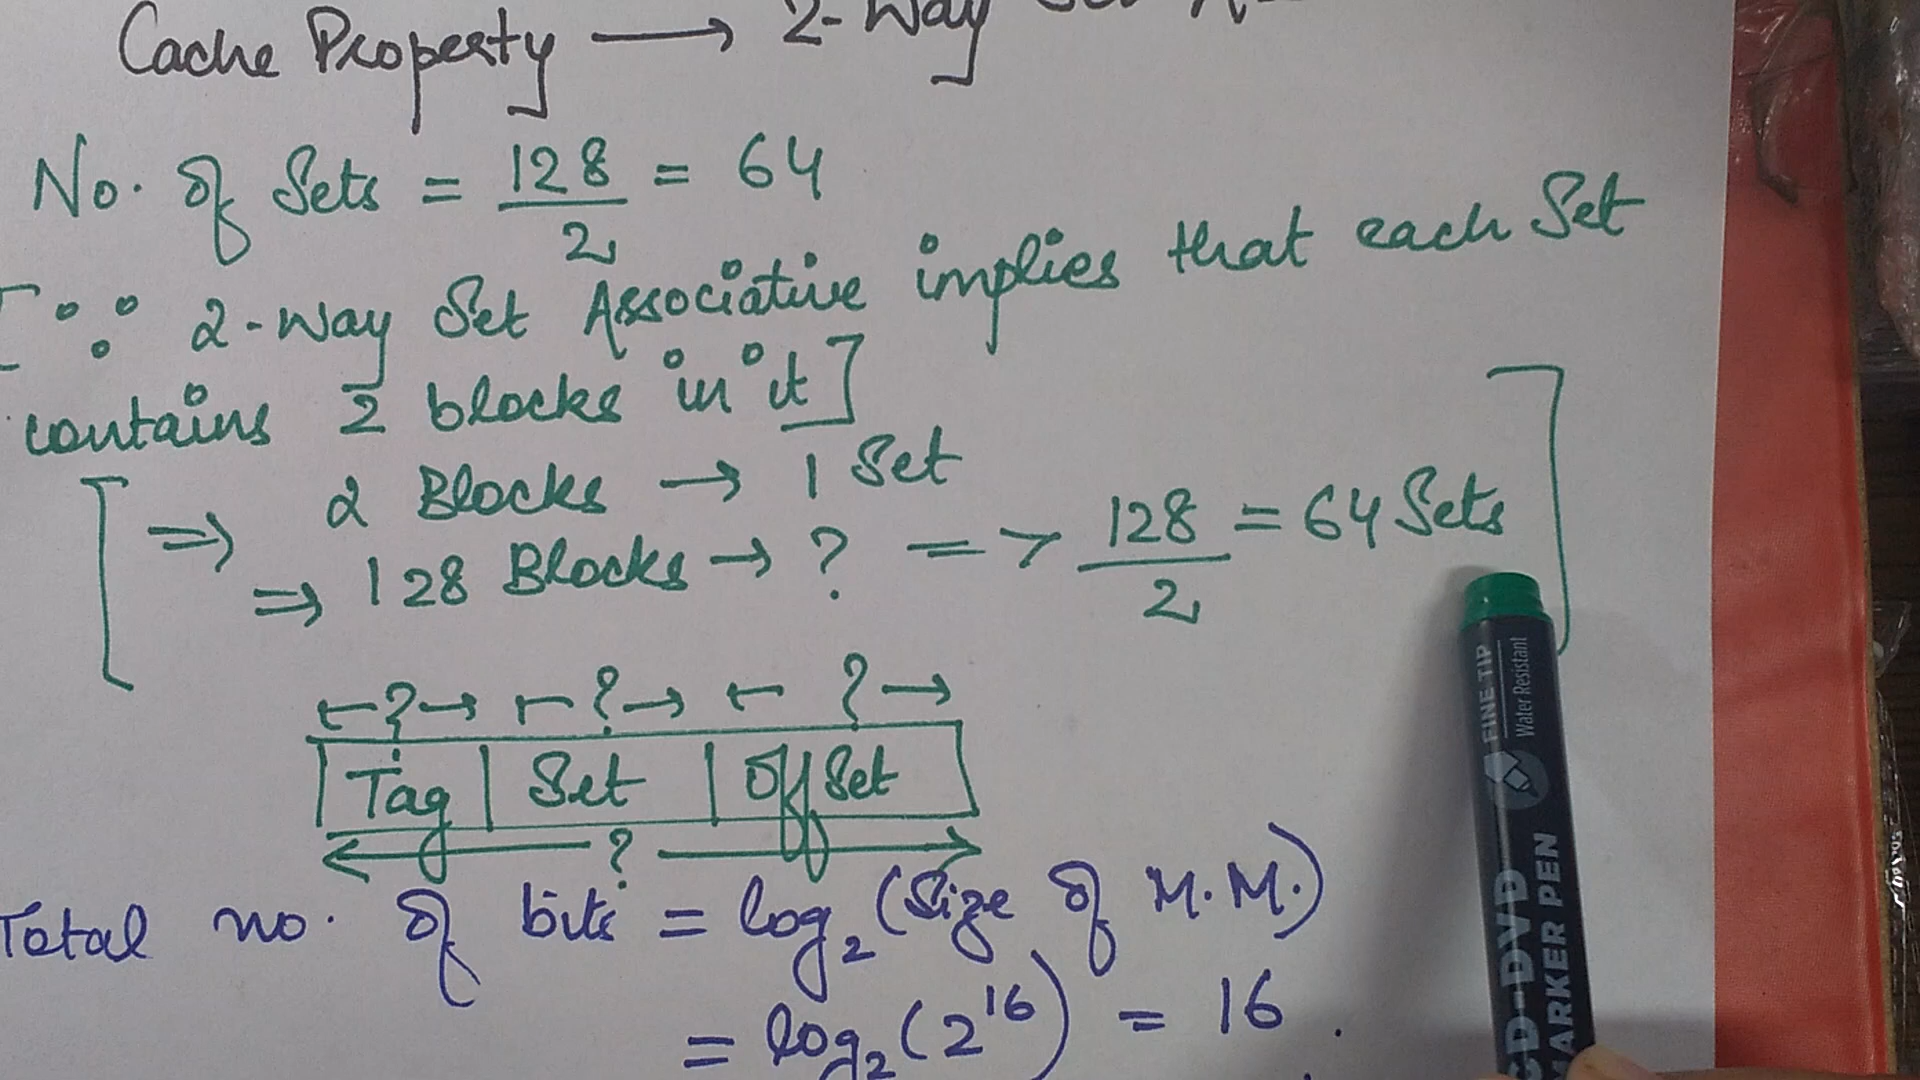 Cache Property → 2-Way
No. of Sets = 128/2 = 64
[∵ 2-Way Set Associative implies that each Set
contains 2 blocks in it]
[⇒ 2 Blocks → 1 Set
⇒ 128 Blocks → ? => 128/2 = 64 Sets]
←?→ ←?→ ←?→
Tag | Set | Offset
← ? →
Total no. of bits = log₂(Size of M.M.)
= log₂(2¹⁶) = 16.
FINE TIP
Water Resistant
CD-DVD
MARKER PEN